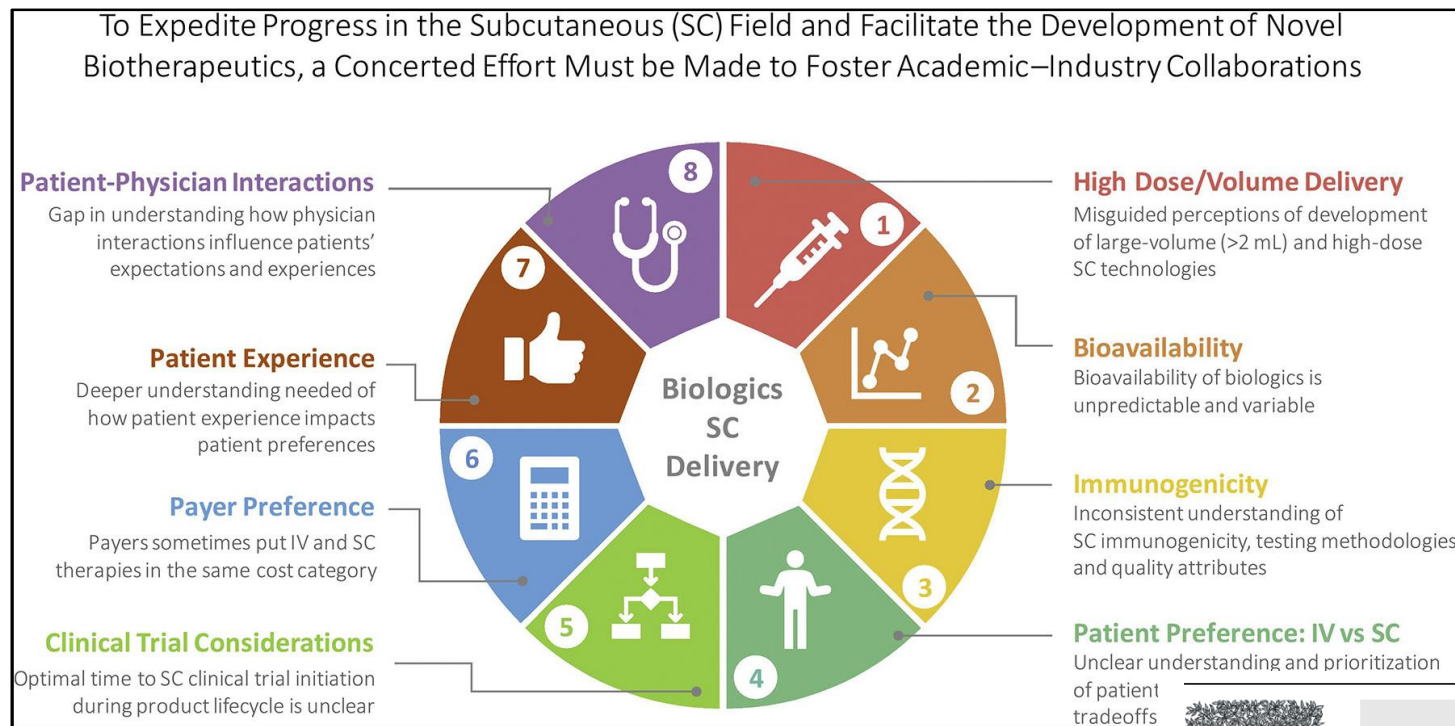 To Expedite Progress in the Subcutaneous (SC) Field and Facilitate the Development of Novel
Biotherapeutics, a Concerted Effort Must be Made to Foster Academic–Industry Collaborations
8
1
2
3
4
5
6
7
Biologics
SC
Delivery
High Dose/Volume Delivery
Misguided perceptions of development
of large-volume (>2 mL) and high-dose
SC technologies
Bioavailability
Bioavailability of biologics is
unpredictable and variable
Immunogenicity
Inconsistent understanding of
SC immunogenicity, testing methodologies
and quality attributes
Patient Preference: IV vs SC
Unclear understanding and prioritization
of patient
tradeoffs
Clinical Trial Considerations
Optimal time to SC clinical trial initiation
during product lifecycle is unclear
Payer Preference
Payers sometimes put IV and SC
therapies in the same cost category
Patient Experience
Deeper understanding needed of
how patient experience impacts
patient preferences
Patient-Physician Interactions
Gap in understanding how physician
interactions influence patients’
expectations and experiences